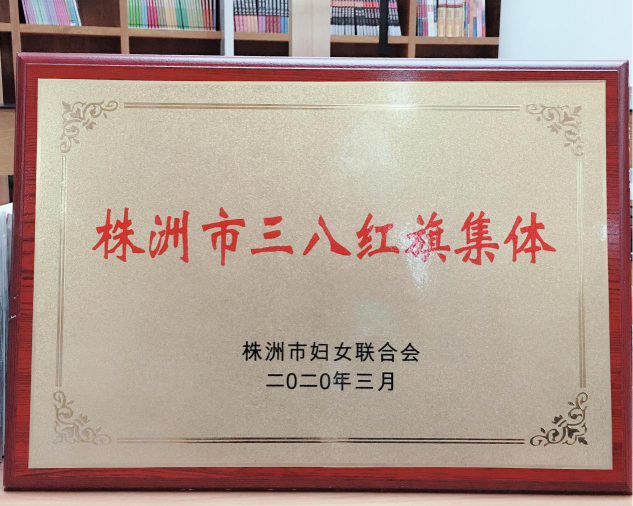 株洲市三八红旗集体
株洲市妇女联合会
二〇二〇年三月